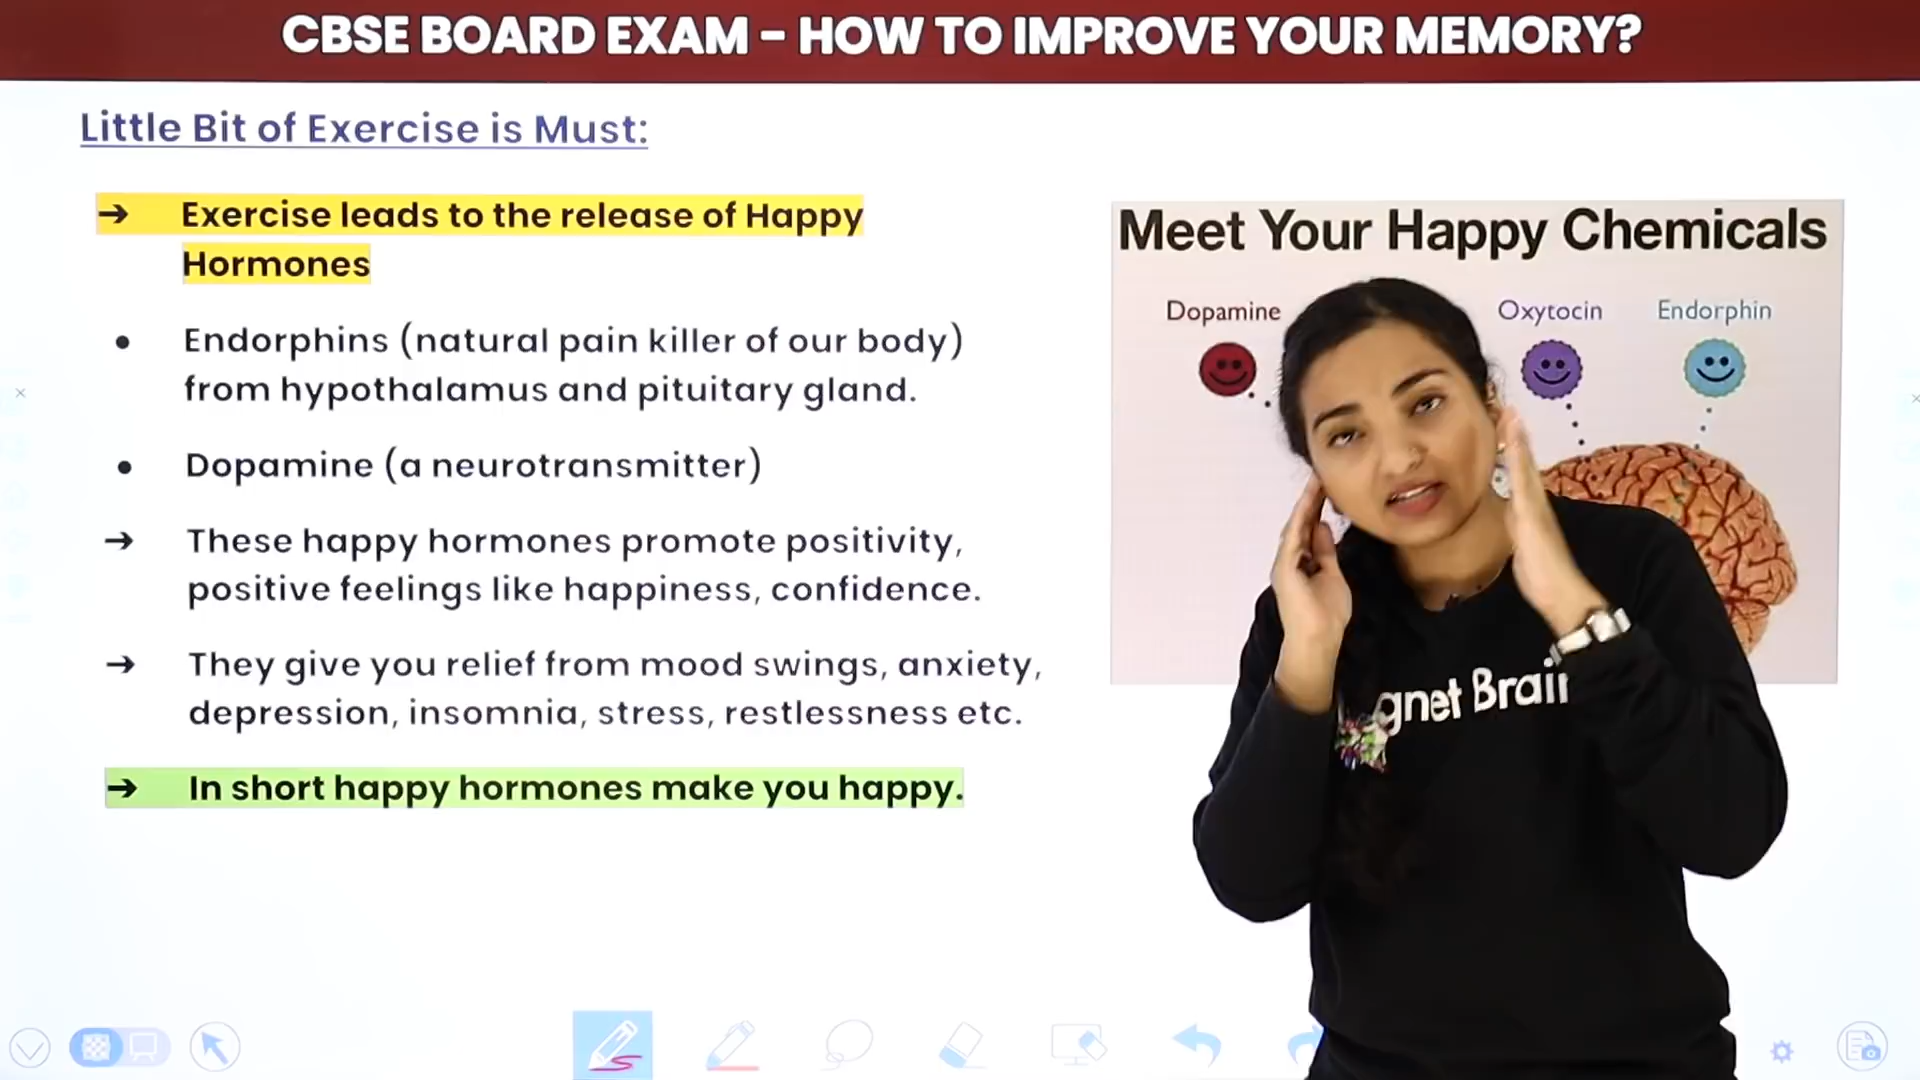 CBSE BOARD EXAM – HOW TO IMPROVE YOUR MEMORY?
Little Bit of Exercise is Must:
➔ Exercise leads to the release of Happy
Hormones
● Endorphins (natural pain killer of our body)
from hypothalamus and pituitary gland.
● Dopamine (a neurotransmitter)
➔ These happy hormones promote positivity,
positive feelings like happiness, confidence.
➔ They give you relief from mood swings, anxiety,
depression, insomnia, stress, restlessness etc.
➔ In short happy hormones make you happy.
Meet Your Happy Chemicals
Dopamine Oxytocin Endorphin
gnet Brain